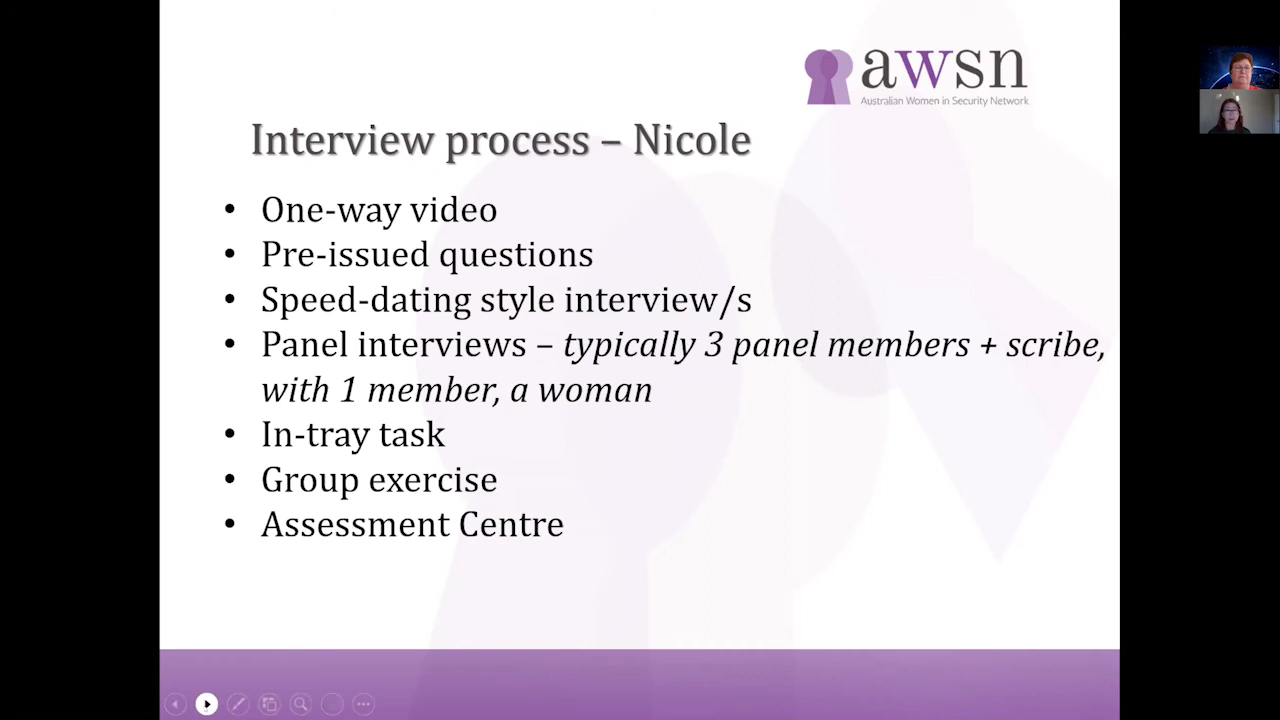 awsn
Australian Women in Security Network
Interview process – Nicole
• One-way video
• Pre-issued questions
• Speed-dating style interview/s
• Panel interviews – typically 3 panel members + scribe,
with 1 member, a woman
• In-tray task
• Group exercise
• Assessment Centre